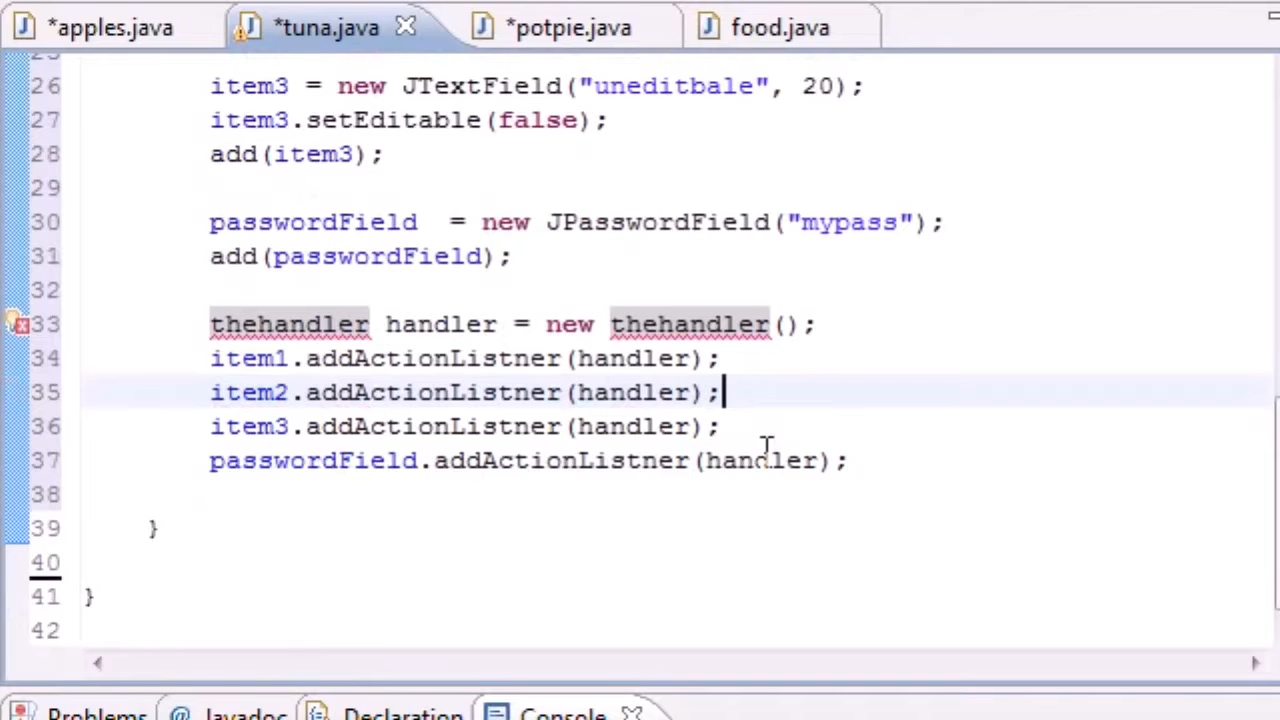 *apples.java *tuna.java *potpie.java food.java
26 item3 = new JTextField("uneditbale", 20);
27 item3.setEditable(false);
28 add(item3);
29
30 passwordField  = new JPasswordField("mypass");
31 add(passwordField);
32
33 thehandler handler = new thehandler();
34 item1.addActionListner(handler);
35 item2.addActionListner(handler);
36 item3.addActionListner(handler);
37 passwordField.addActionListner(handler);
38
39 }
40
41 }
42
Problems @ Javadoc Declaration Console